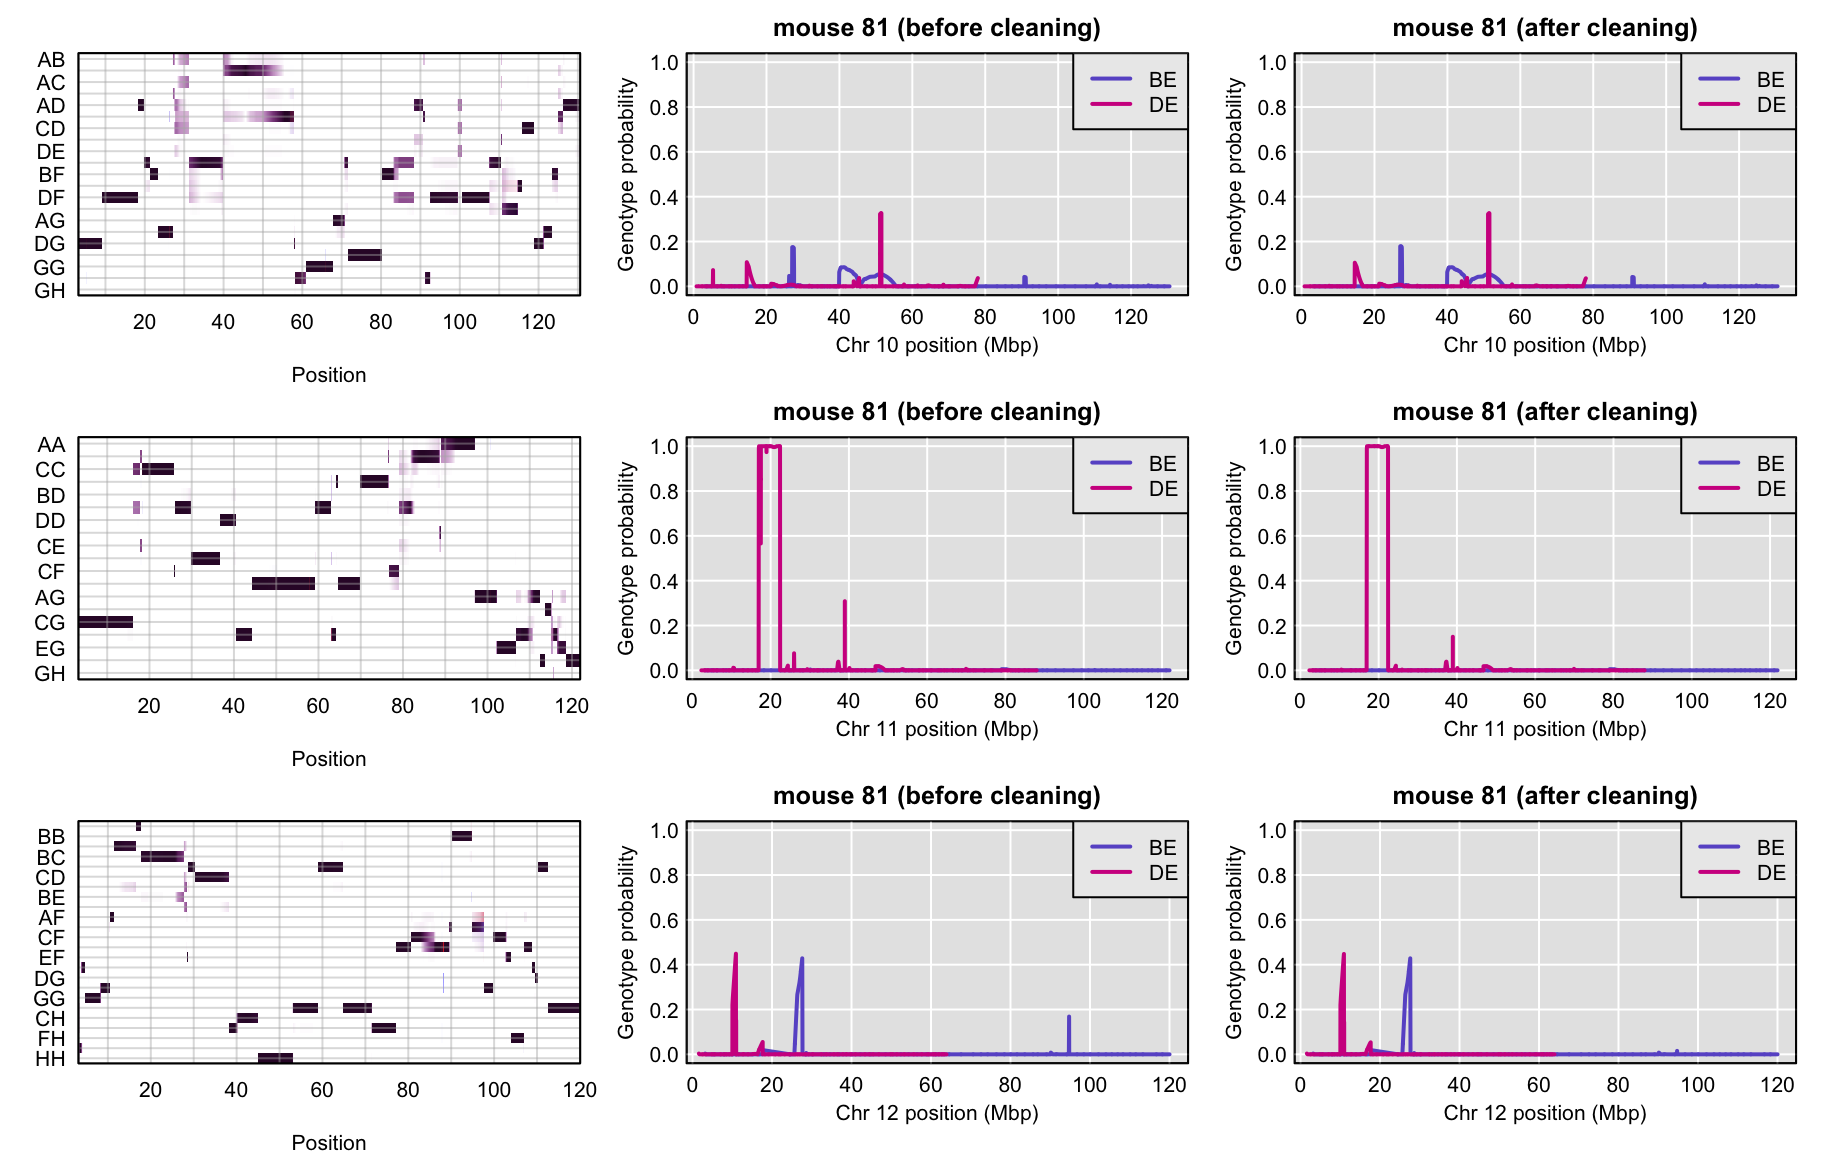 mouse 81 (before cleaning)
mouse 81 (after cleaning)
AB
AC
AD
CD
DE
BF
DF
AG
DG
GG
GH
20 40 60 80 100 120
Position
Genotype probability
1.0
0.8
0.6
0.4
0.2
0.0
BE
DE
0 20 40 60 80 100 120
Chr 10 position (Mbp)
Genotype probability
1.0
0.8
0.6
0.4
0.2
0.0
BE
DE
0 20 40 60 80 100 120
Chr 10 position (Mbp)
mouse 81 (before cleaning)
mouse 81 (after cleaning)
AA
CC
BD
DD
CE
CF
AG
CG
EG
GH
20 40 60 80 100 120
Position
Genotype probability
1.0
0.8
0.6
0.4
0.2
0.0
BE
DE
0 20 40 60 80 100 120
Chr 11 position (Mbp)
Genotype probability
1.0
0.8
0.6
0.4
0.2
0.0
BE
DE
0 20 40 60 80 100 120
Chr 11 position (Mbp)
mouse 81 (before cleaning)
mouse 81 (after cleaning)
BB
BC
CD
BE
AF
CF
EF
DG
GG
CH
FH
HH
20 40 60 80 100 120
Position
Genotype probability
1.0
0.8
0.6
0.4
0.2
0.0
BE
DE
0 20 40 60 80 100 120
Chr 12 position (Mbp)
Genotype probability
1.0
0.8
0.6
0.4
0.2
0.0
BE
DE
0 20 40 60 80 100 120
Chr 12 position (Mbp)